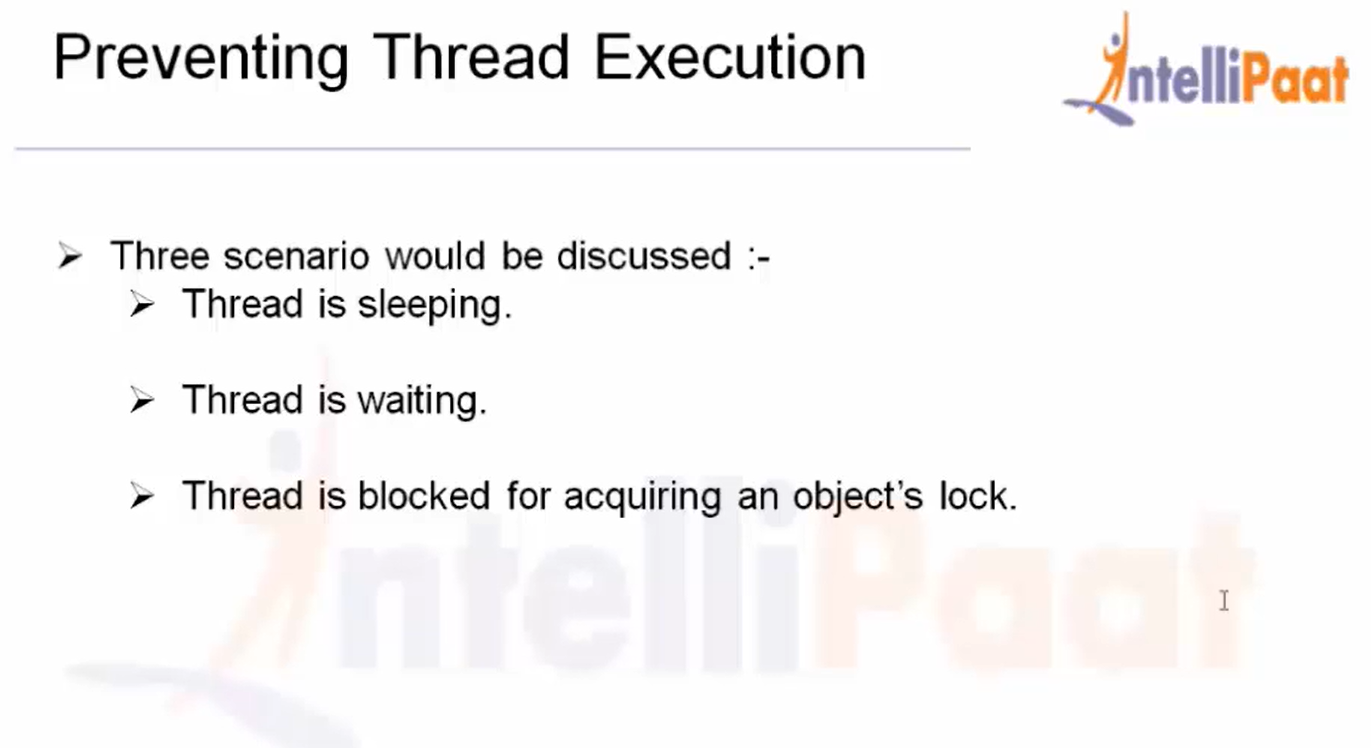 Preventing Thread Execution
IntelliPaat
Three scenario would be discussed :-
Thread is sleeping.
Thread is waiting.
Thread is blocked for acquiring an object's lock.
IntelliPaat